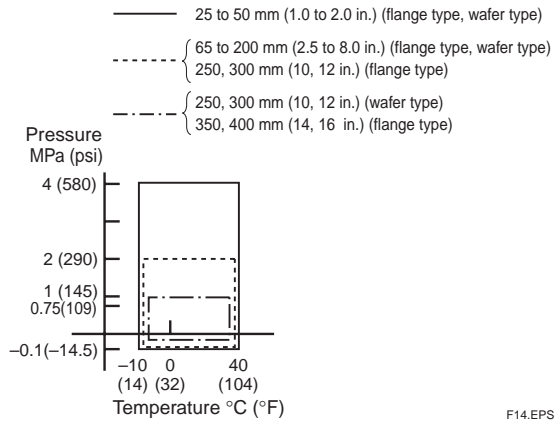 25 to 50 mm (1.0 to 2.0 in.) (flange type, wafer type)
65 to 200 mm (2.5 to 8.0 in.) (flange type, wafer type)
250, 300 mm (10, 12 in.) (flange type)
250, 300 mm (10, 12 in.) (wafer type)
350, 400 mm (14, 16 in.) (flange type)
Pressure
MPa (psi)
4 (580)
2 (290)
1 (145)
0.75(109)
–0.1(–14.5)
–10 0 40
(14) (32) (104)
Temperature °C (°F)
F14.EPS